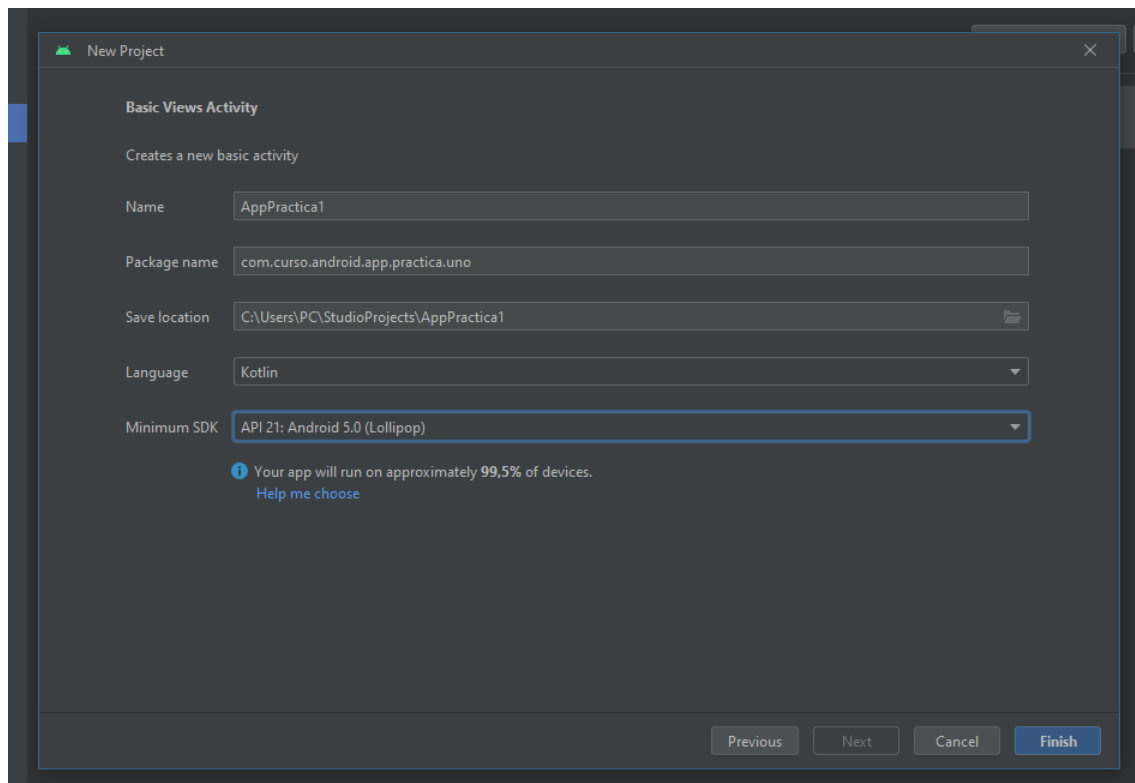 New Project
Basic Views Activity
Creates a new basic activity
Name AppPractica1
Package name com.curso.android.app.practica.uno
Save location C:\Users\PC\StudioProjects\AppPractica1
Language Kotlin
Minimum SDK API 21: Android 5.0 (Lollipop)
Your app will run on approximately 99,5% of devices.
Help me choose
Previous Next Cancel Finish